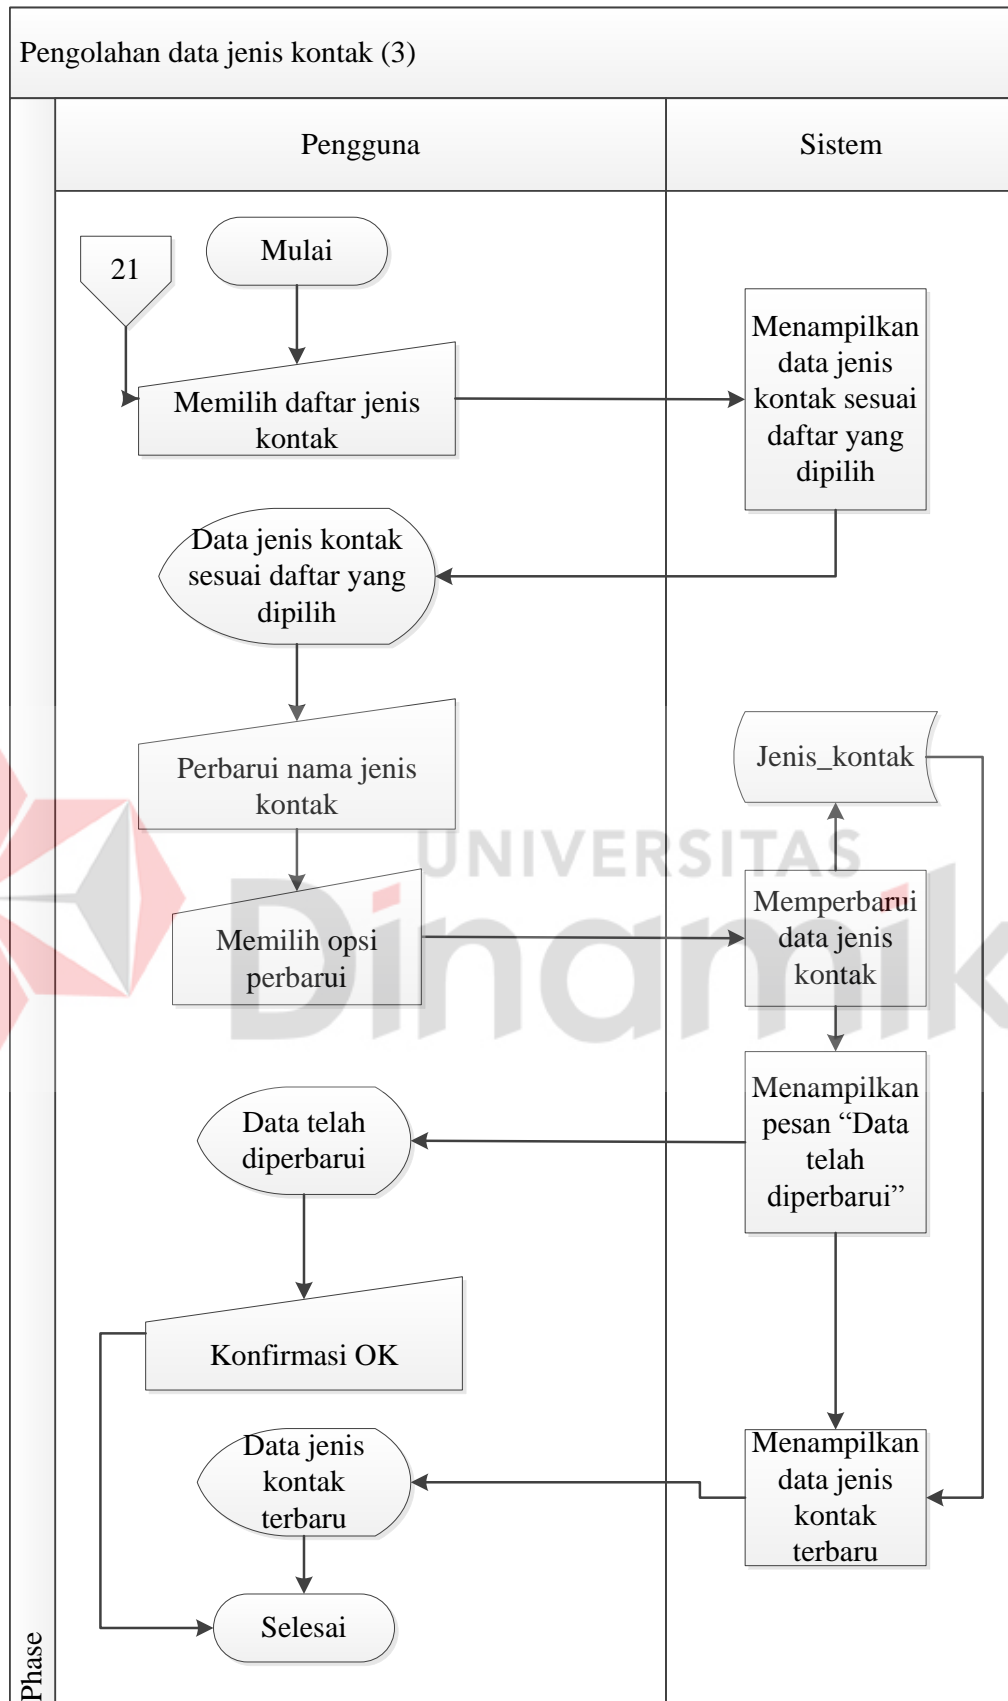 Pengolahan data jenis kontak (3)
Pengguna
Sistem
21
Mulai
Memilih daftar jenis
kontak
Menampilkan
data jenis
kontak sesuai
daftar yang
dipilih
Data jenis kontak
sesuai daftar yang
dipilih
Perbarui nama jenis
kontak
Jenis_kontak
UNIVERSITAS
Dinamik
Memilih opsi
perbarui
Memperbarui
data jenis
kontak
Menampilkan
pesan “Data
telah
diperbarui”
Data telah
diperbarui
Konfirmasi OK
Menampilkan
data jenis
kontak
terbaru
Data jenis
kontak
terbaru
Selesai
Phase